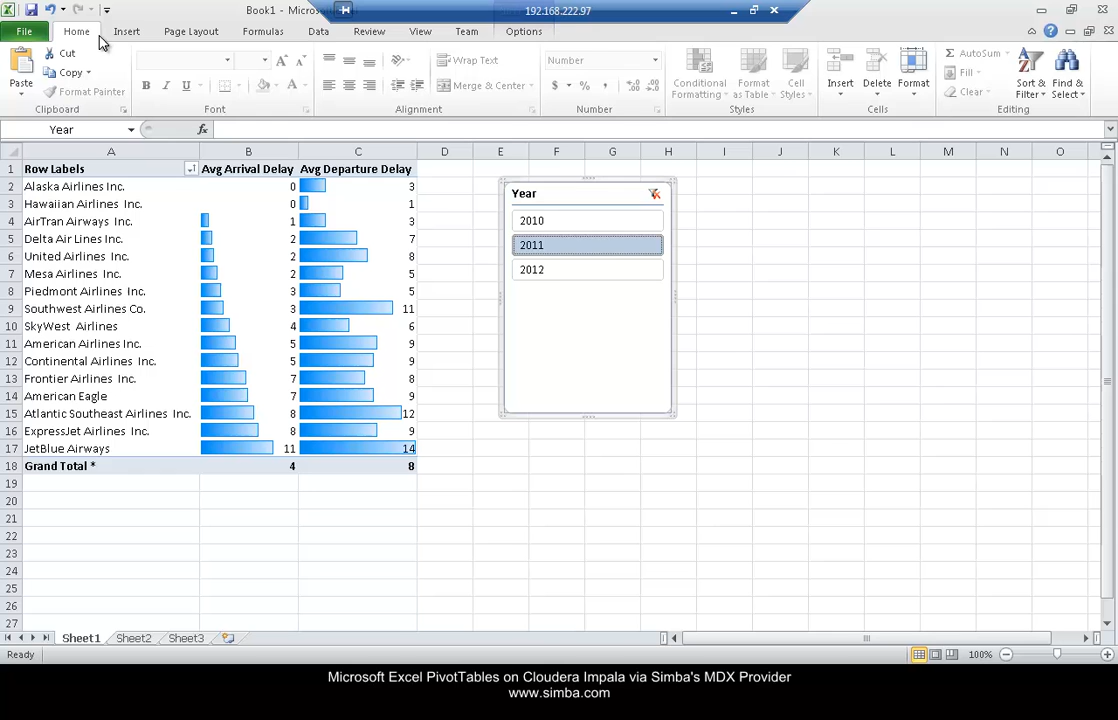 Book1 - Micros
192.168.222.97
File Home Insert Page Layout Formulas Data Review View Team Options
Paste
Cut
Copy
Format Painter
Clipboard
B I U A A A
Font
Wrap Text
Merge & Center
Alignment
Number
$ % ,
Number
Conditional Formatting
Format as Table
Cell Styles
Styles
Insert
Delete
Format
Cells
AutoSum
Fill
Clear
Sort & Filter
Find & Select
Editing
Year fx
A B C D E F G H I J K L M N O
1 Row Labels Avg Arrival Delay Avg Departure Delay
2 Alaska Airlines Inc. 0 3
3 Hawaiian Airlines Inc. 0 1
4 AirTran Airways Inc. 1 3
5 Delta Air Lines Inc. 2 7
6 United Airlines Inc. 2 8
7 Mesa Airlines Inc. 2 5
8 Piedmont Airlines Inc. 3 5
9 Southwest Airlines Co. 3 11
10 SkyWest Airlines 4 6
11 American Airlines Inc. 5 9
12 Continental Airlines Inc. 5 9
13 Frontier Airlines Inc. 7 8
14 American Eagle 7 9
15 Atlantic Southeast Airlines Inc. 8 12
16 ExpressJet Airlines Inc. 8 9
17 JetBlue Airways 11 14
18 Grand Total * 4 8
19
20
21
22
23
24
25
26
27
Year
2010
2011
2012
Sheet1 Sheet2 Sheet3
Ready 100%
Microsoft Excel PivotTables on Cloudera Impala via Simba's MDX Provider
www.simba.com